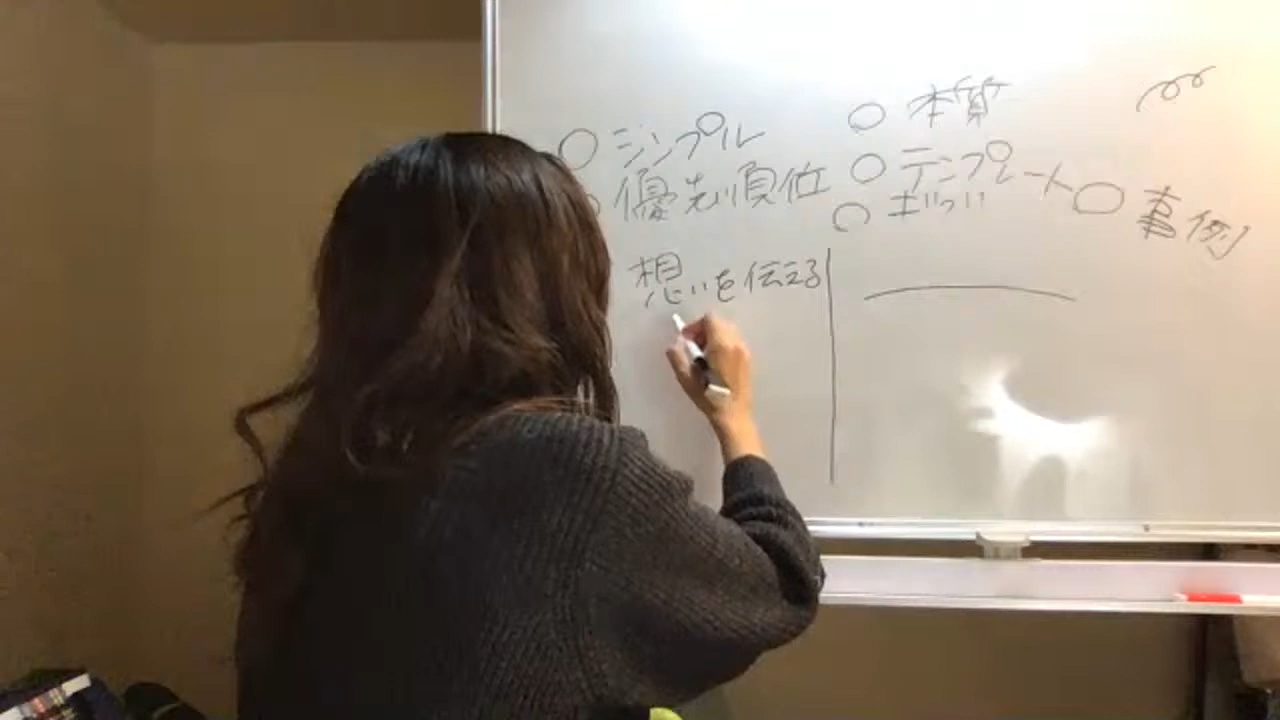 ○ シンプル
優先順位
○ 本質
○ テンプレート
○
○ 事例
想いを伝える